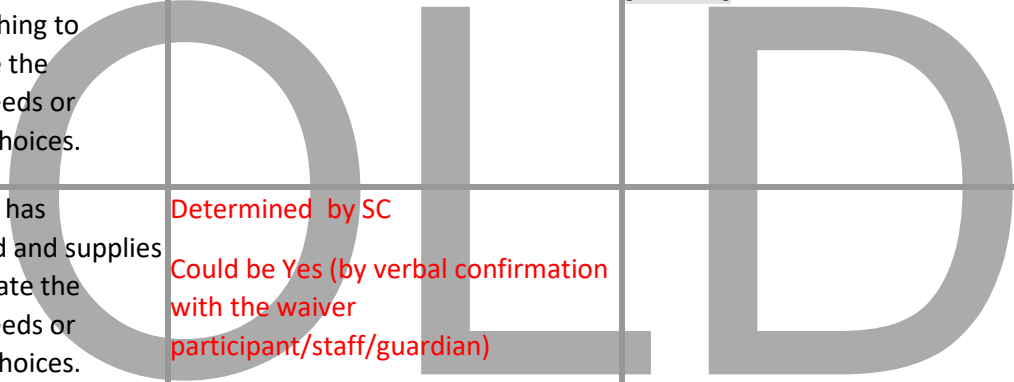 hing to
the
eds or
hoices.
has
d and supplies
ate the
eds or
hoices.
Determined  by SC
Could be Yes (by verbal confirmation
with the waiver
participant/staff/guardian)
OLD